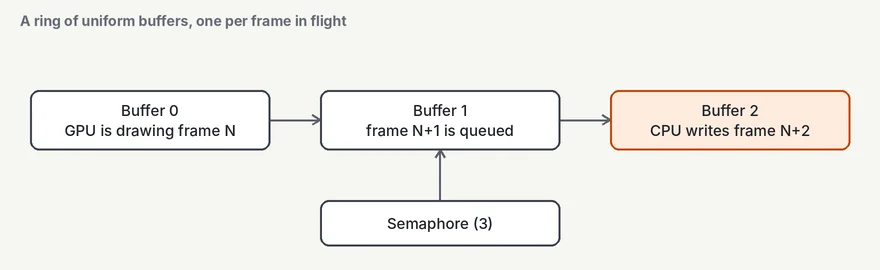 A ring of uniform buffers, one per frame in flight
Buffer 0
GPU is drawing frame N
Buffer 1
frame N+1 is queued
Buffer 2
CPU writes frame N+2
Semaphore (3)